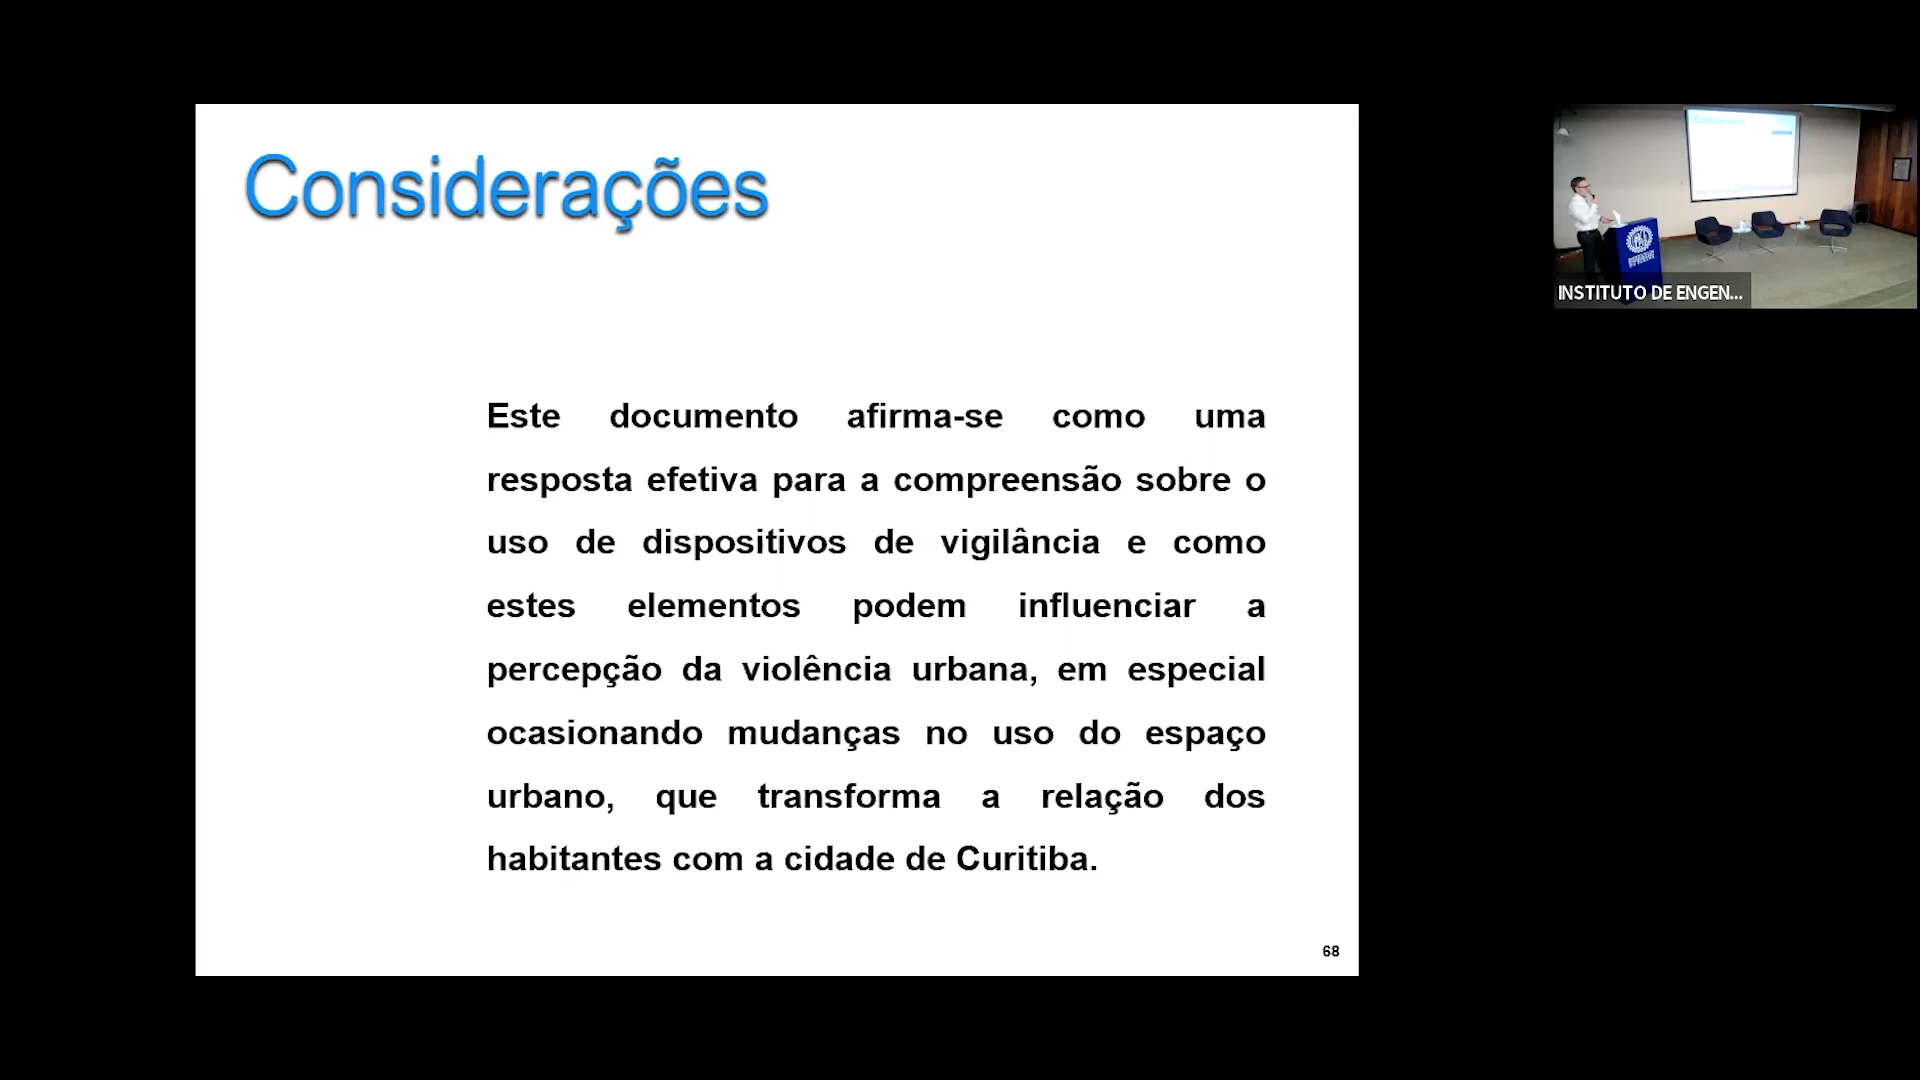 Considerações
Este documento afirma-se como uma
resposta efetiva para a compreensão sobre o
uso de dispositivos de vigilância e como
estes elementos podem influenciar a
percepção da violência urbana, em especial
ocasionando mudanças no uso do espaço
urbano, que transforma a relação dos
habitantes com a cidade de Curitiba.
68
INSTITUTO DE ENGEN...